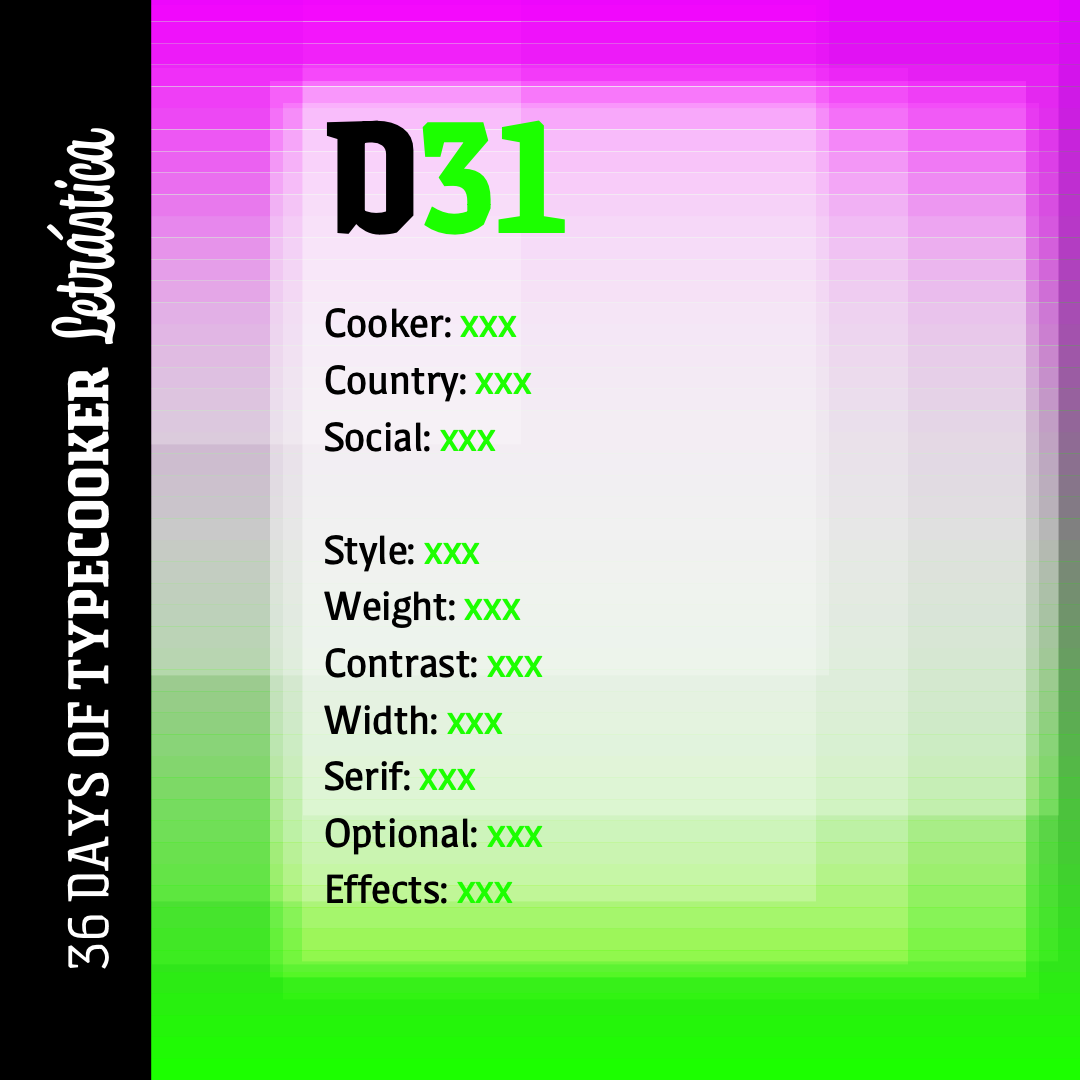 36 DAYS OF TYPECOOKER Letrástica
D31
Cooker: xxx
Country: xxx
Social: xxx
Style: xxx
Weight: xxx
Contrast: xxx
Width: xxx
Serif: xxx
Optional: xxx
Effects: xxx